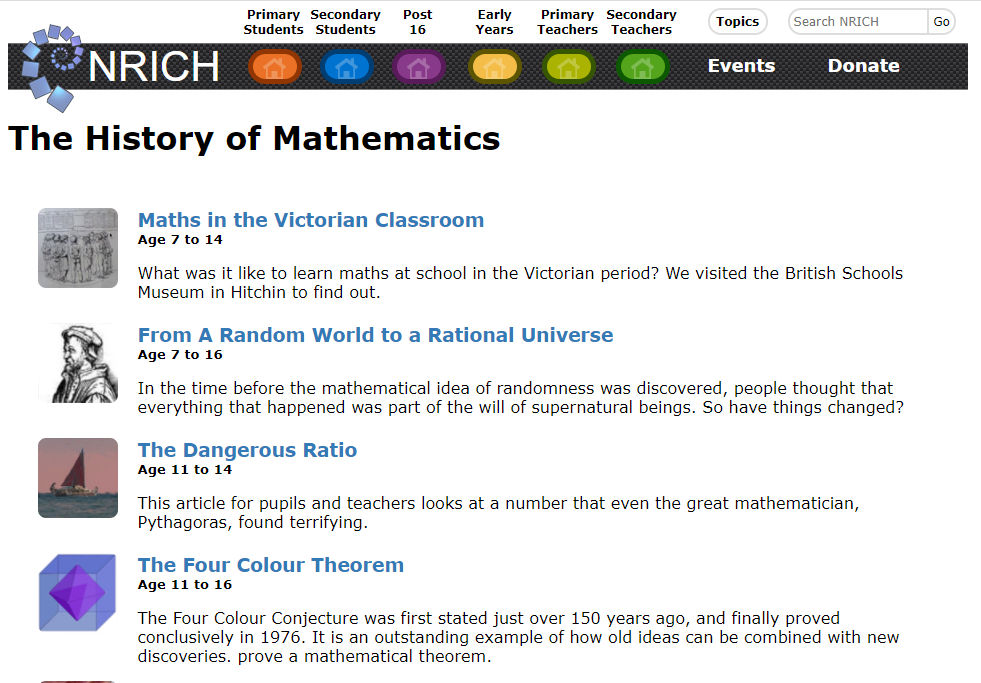 Primary Students
Secondary Students
Post 16
Early Years
Primary Teachers
Secondary Teachers
Topics
Search NRICH
Go
NRICH
Events
Donate
The History of Mathematics
Maths in the Victorian Classroom
Age 7 to 14
What was it like to learn maths at school in the Victorian period? We visited the British Schools
Museum in Hitchin to find out.
From A Random World to a Rational Universe
Age 7 to 16
In the time before the mathematical idea of randomness was discovered, people thought that
everything that happened was part of the will of supernatural beings. So have things changed?
The Dangerous Ratio
Age 11 to 14
This article for pupils and teachers looks at a number that even the great mathematician,
Pythagoras, found terrifying.
The Four Colour Theorem
Age 11 to 16
The Four Colour Conjecture was first stated just over 150 years ago, and finally proved
conclusively in 1976. It is an outstanding example of how old ideas can be combined with new
discoveries. prove a mathematical theorem.